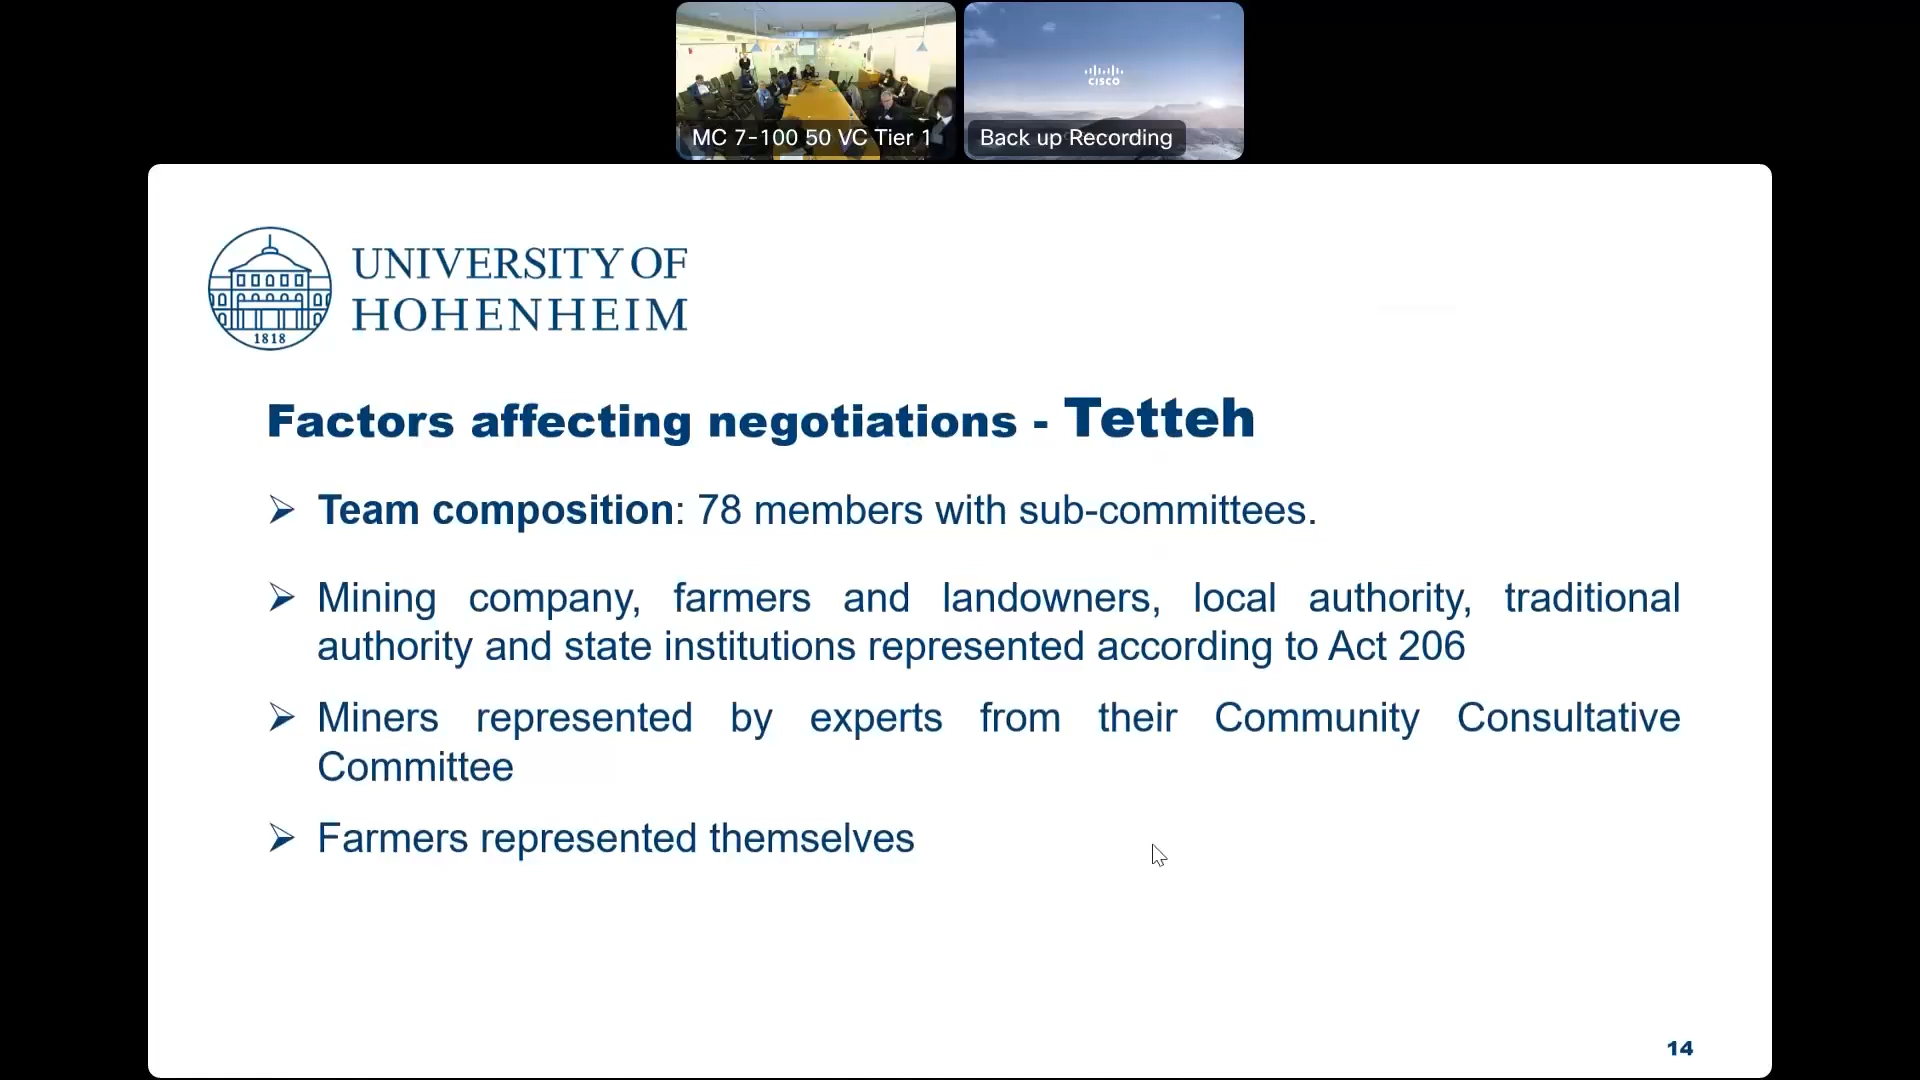 MC 7-100 50 VC Tier 1
CISCO
Back up Recording
UNIVERSITY OF
HOHENHEIM
1818
Factors affecting negotiations - Tetteh
➢ Team composition: 78 members with sub-committees.
➢ Mining company, farmers and landowners, local authority, traditional
authority and state institutions represented according to Act 206
➢ Miners represented by experts from their Community Consultative
Committee
➢ Farmers represented themselves
14